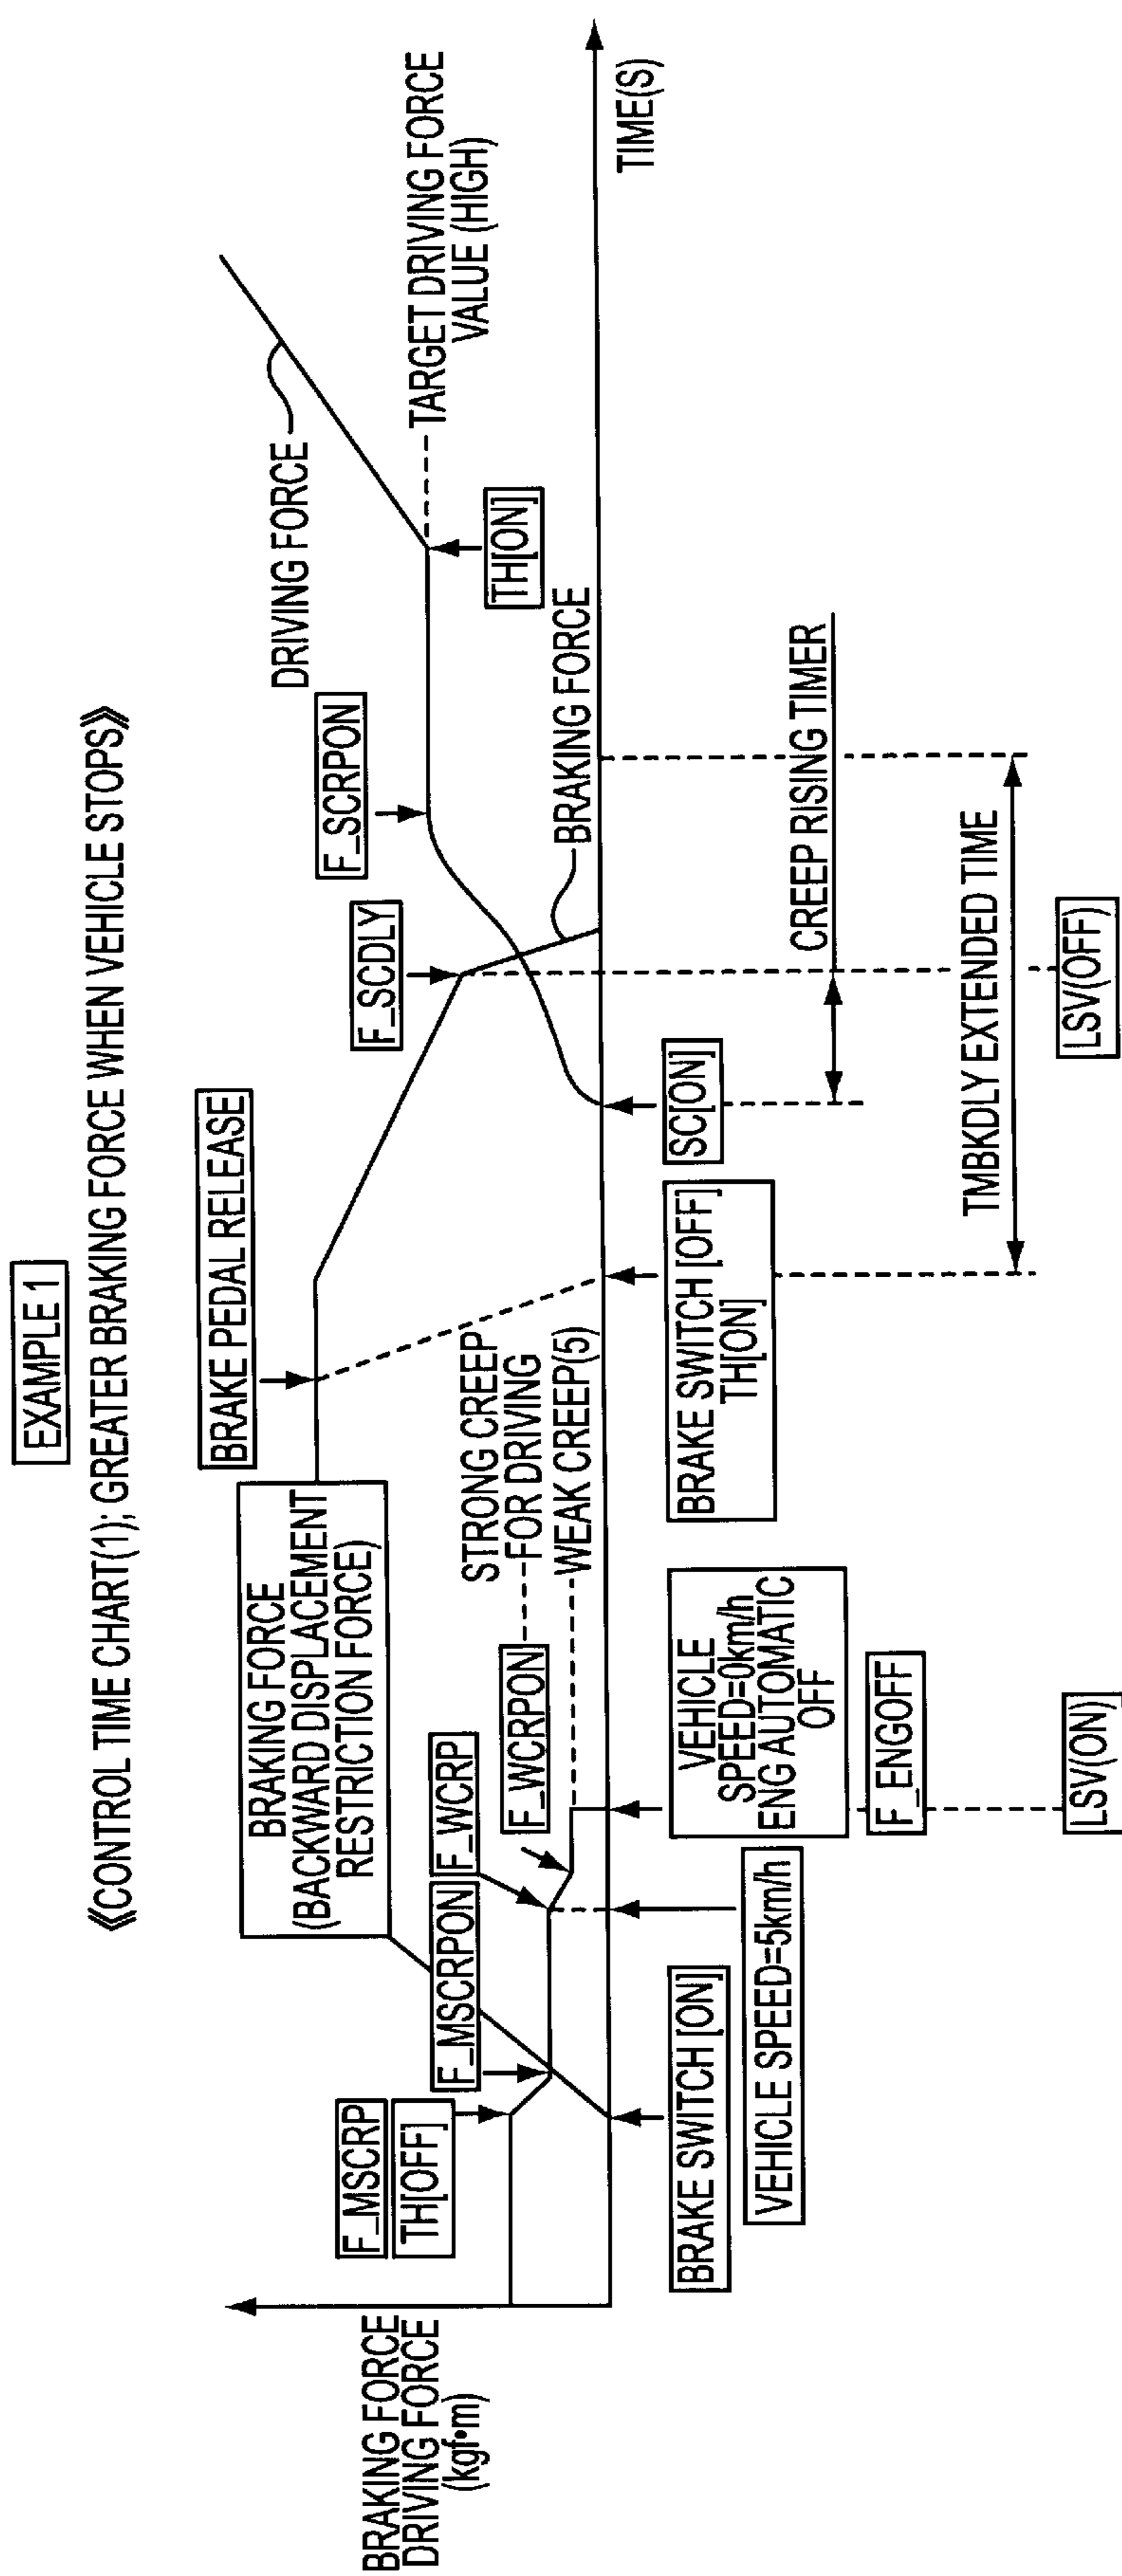 EXAMPLE 1
《CONTROL TIME CHART(1); GREATER BRAKING FORCE WHEN VEHICLE STOPS》
BRAKING FORCE
DRIVING FORCE
(kgf•m)
F_MSCRP
TH[OFF]
F_MSCRPON
F_WCRP
F_WCRPON
BRAKING FORCE
(BACKWARD DISPLACEMENT
RESTRICTION FORCE)
STRONG CREEP
FOR DRIVING
WEAK CREEP(5)
BRAKE PEDAL RELEASE
F_SCDLY
F_SCRPON
DRIVING FORCE
BRAKING FORCE
TH[ON]
TARGET DRIVING FORCE
VALUE (HIGH)
TIME(S)
BRAKE SWITCH [ON]
VEHICLE SPEED=5km/h
VEHICLE
SPEED=0km/h
ENG AUTOMATIC
OFF
F_ENGOFF
LSV(ON)
BRAKE SWITCH [OFF]
TH[ON]
SC[ON]
CREEP RISING TIMER
TMBKDLY EXTENDED TIME
LSV(OFF)